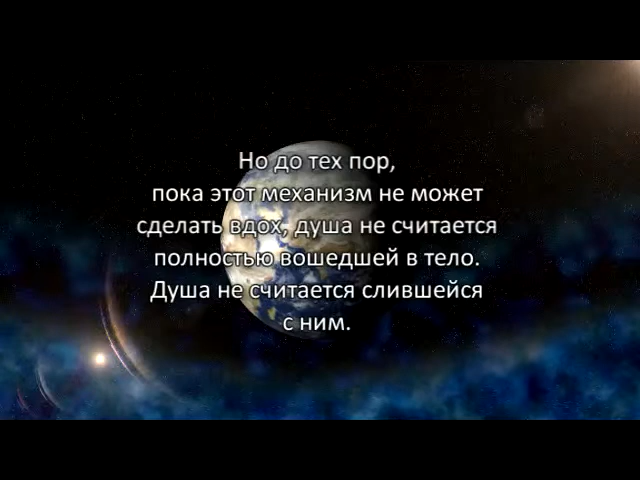 Но до тех пор,
пока этот механизм не может
сделать вдох, душа не считается
полностью вошедшей в тело.
Душа не считается слившейся
с ним.